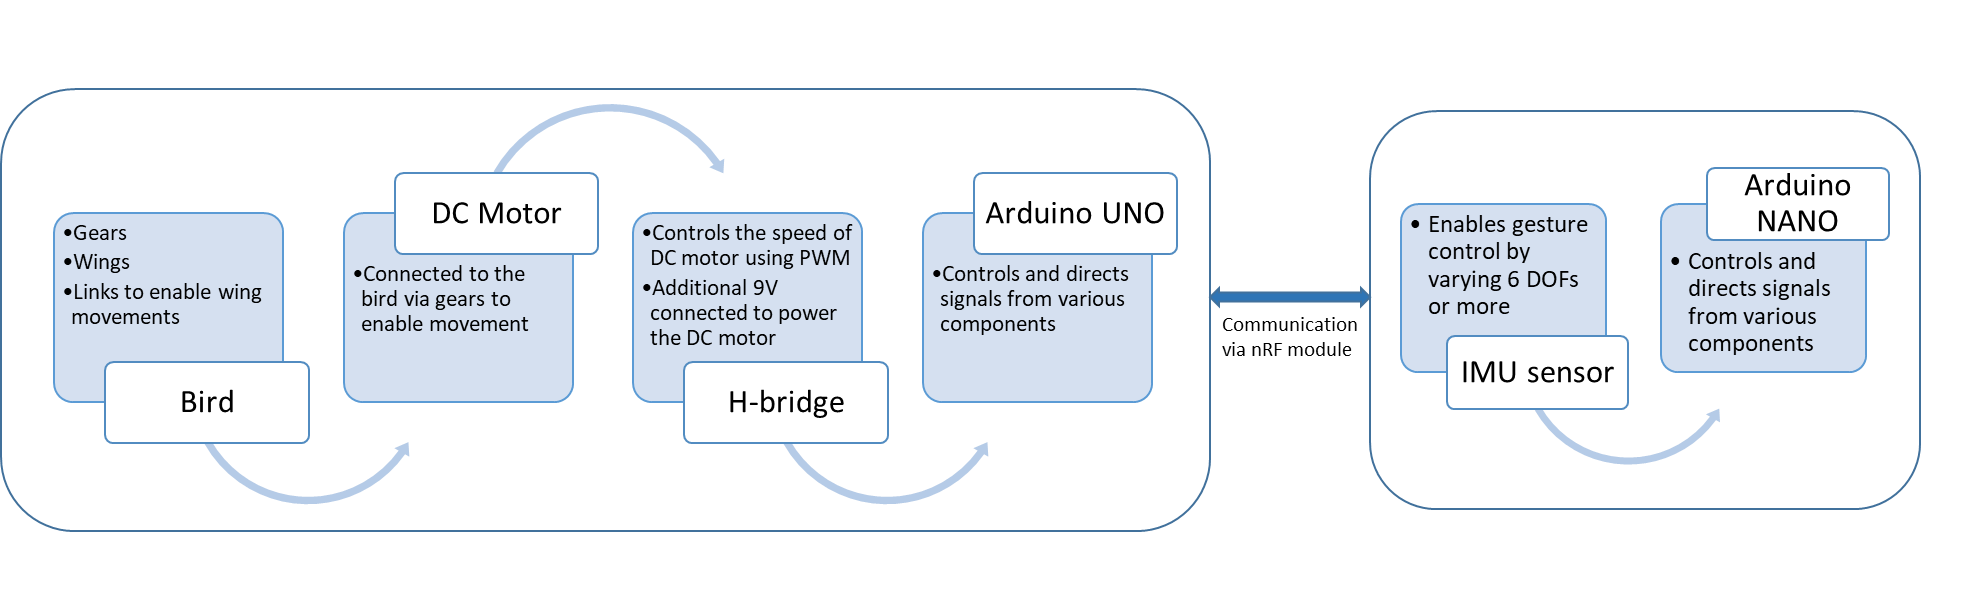 •Gears
•Wings
•Links to enable wing
movements
Bird
DC Motor
•Connected to the
bird via gears to
enable movement
•Controls the speed of
DC motor using PWM
•Additional 9V
connected to power
the DC motor
H-bridge
Arduino UNO
•Controls and directs
signals from various
components
Communication
via nRF module
• Enables gesture
control by
varying 6 DOFs
or more
IMU sensor
Arduino
NANO
• Controls and
directs signals
from various
components